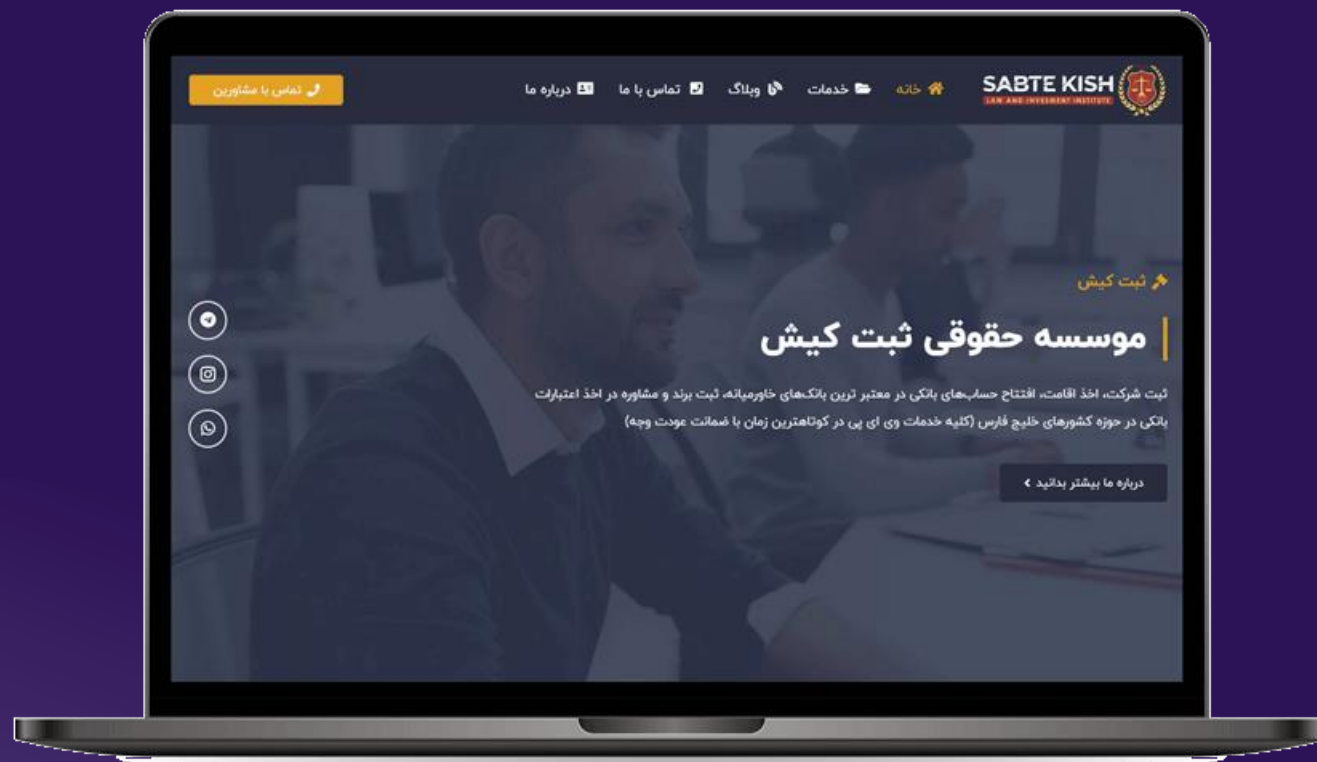 SABTE KISH
LAW AND INVESMENT INSTITUTE
خانه
خدمات
وبلاگ
تماس با ما
درباره ما
تماس با مشاورین
ثبت کیش
موسسه حقوقی ثبت کیش
ثبت شرکت، اخذ اقامت، افتتاح حساب‌های بانکی در معتبر ترین بانک‌های خاورمیانه، ثبت برند و مشاوره در اخذ اعتبارات
بانکی در حوزه کشورهای خلیج فارس (کلیه خدمات وی ای پی در کوتاهترین زمان با ضمانت عودت وجه)
درباره ما بیشتر بدانید